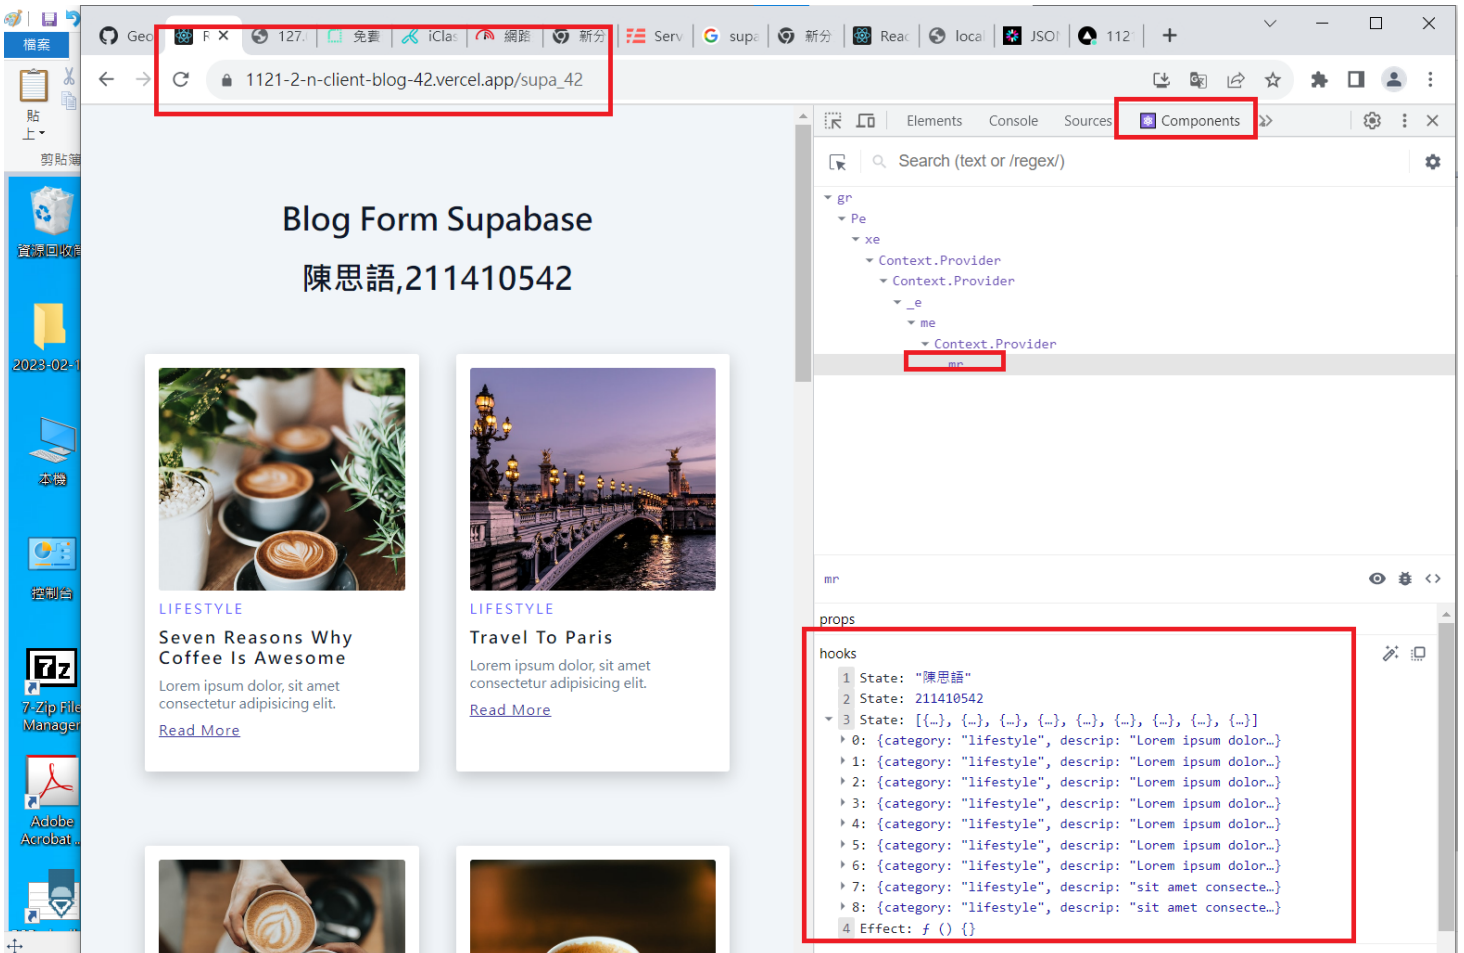 檔案
Geo
R
127.
免費
iClas
網路
新分
Serv
supa
新分
Reac
local
JSON
112
1121-2-n-client-blog-42.vercel.app/supa_42
貼
上
剪貼簿
資源回收筒
2023-02-1
本機
控制台
7-Zip File
Manager
Adobe
Acrobat ...
Blog Form Supabase
陳思語,211410542
LIFESTYLE
Seven Reasons Why
Coffee Is Awesome
Lorem ipsum dolor, sit amet
consectetur adipisicing elit.
Read More
LIFESTYLE
Travel To Paris
Lorem ipsum dolor, sit amet
consectetur adipisicing elit.
Read More
Elements
Console
Sources
Components
Search (text or /regex/)
gr
Pe
xe
Context.Provider
Context.Provider
_e
me
Context.Provider
mr
mr
props
hooks
1 State: "陳思語"
2 State: 211410542
3 State: [{…}, {…}, {…}, {…}, {…}, {…}, {…}, {…}, {…}]
0: {category: "lifestyle", descrip: "Lorem ipsum dolor…}
1: {category: "lifestyle", descrip: "Lorem ipsum dolor…}
2: {category: "lifestyle", descrip: "Lorem ipsum dolor…}
3: {category: "lifestyle", descrip: "Lorem ipsum dolor…}
4: {category: "lifestyle", descrip: "Lorem ipsum dolor…}
5: {category: "lifestyle", descrip: "Lorem ipsum dolor…}
6: {category: "lifestyle", descrip: "Lorem ipsum dolor…}
7: {category: "lifestyle", descrip: "sit amet consecte…}
8: {category: "lifestyle", descrip: "sit amet consecte…}
4 Effect: ƒ () {}